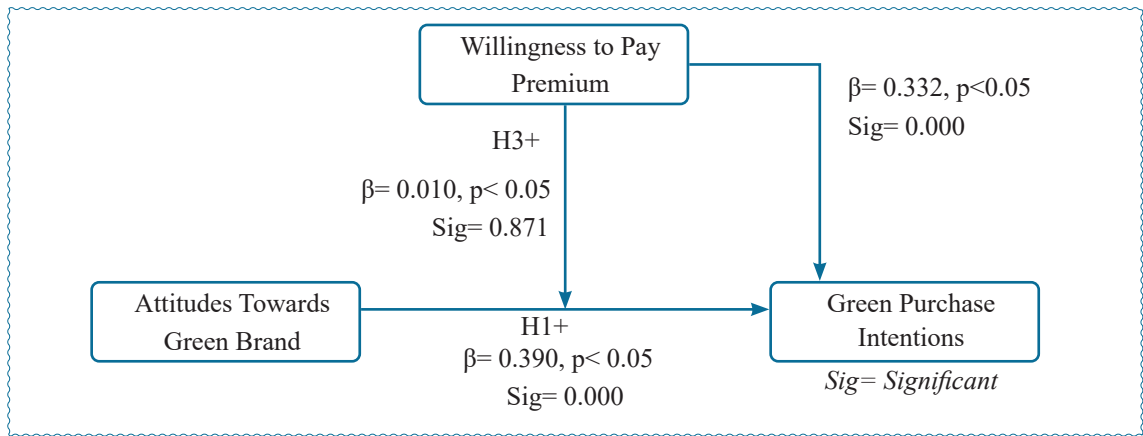 Willingness to Pay
Premium
β= 0.332, p<0.05
Sig= 0.000
H3+
β= 0.010, p< 0.05
Sig= 0.871
Attitudes Towards
Green Brand
H1+
β= 0.390, p< 0.05
Sig= 0.000
Green Purchase
Intentions
Sig= Significant